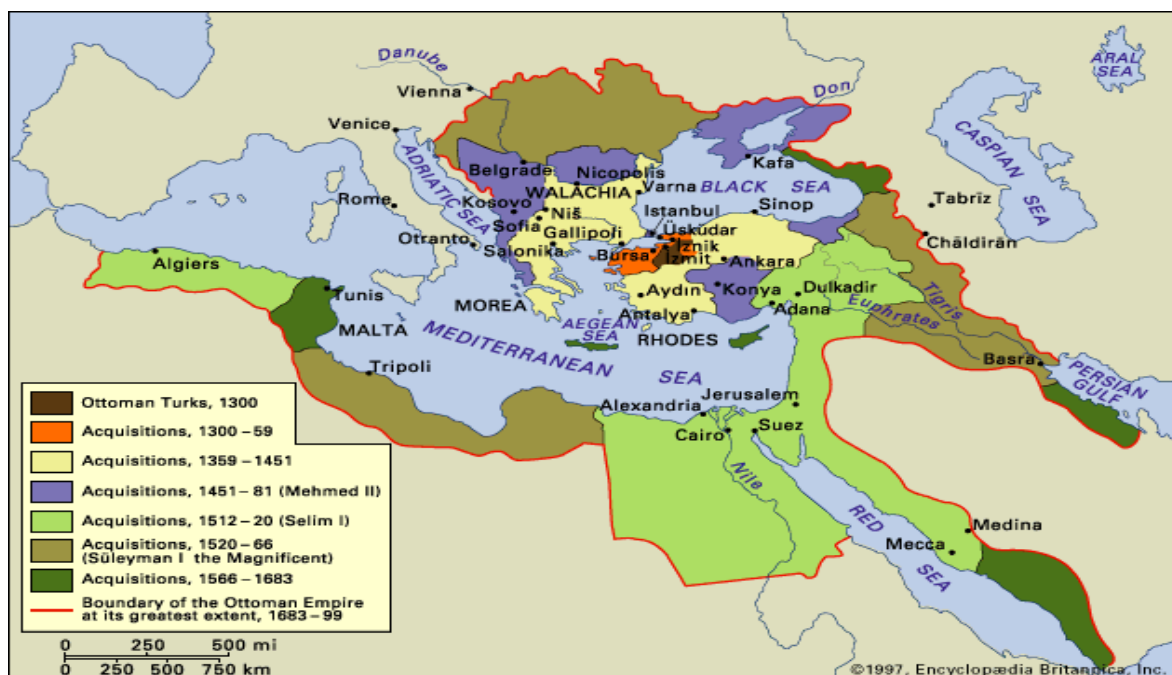 ARAL
SEA
Danube
Vienna
Don
CASPIAN SEA
Venice
ADRIATIC SEA
Belgrade
Nicopolis
Kafa
WALACHIA
Varna
BLACK SEA
Tabrīz
Rome
Kosovo
Niš
Istanbul
Sinop
Sofia
Üsküdar
Chāldirān
Otranto
Salonika
Gallipoli
İznik
Bursa
İzmit
Ankara
Algiers
Tunis
MOREA
Aydın
Konya
Dulkadir
Tigris
Euphrates
Antalya
Adana
MALTA
AEGEAN
SEA
RHODES
MEDITERRANEAN SEA
Basra
PERSIAN
GULF
Tripoli
Jerusalem
Alexandria
Cairo
Suez
Nile
RED SEA
Medina
Mecca
Ottoman Turks, 1300
Acquisitions, 1300–59
Acquisitions, 1359–1451
Acquisitions, 1451–81 (Mehmed II)
Acquisitions, 1512–20 (Selim I)
Acquisitions, 1520–66
(Süleyman I the Magnificent)
Acquisitions, 1566–1683
Boundary of the Ottoman Empire
at its greatest extent, 1683–99
0 250 500 mi
0 250 500 750 km
©1997, Encyclopædia Britannica, Inc.